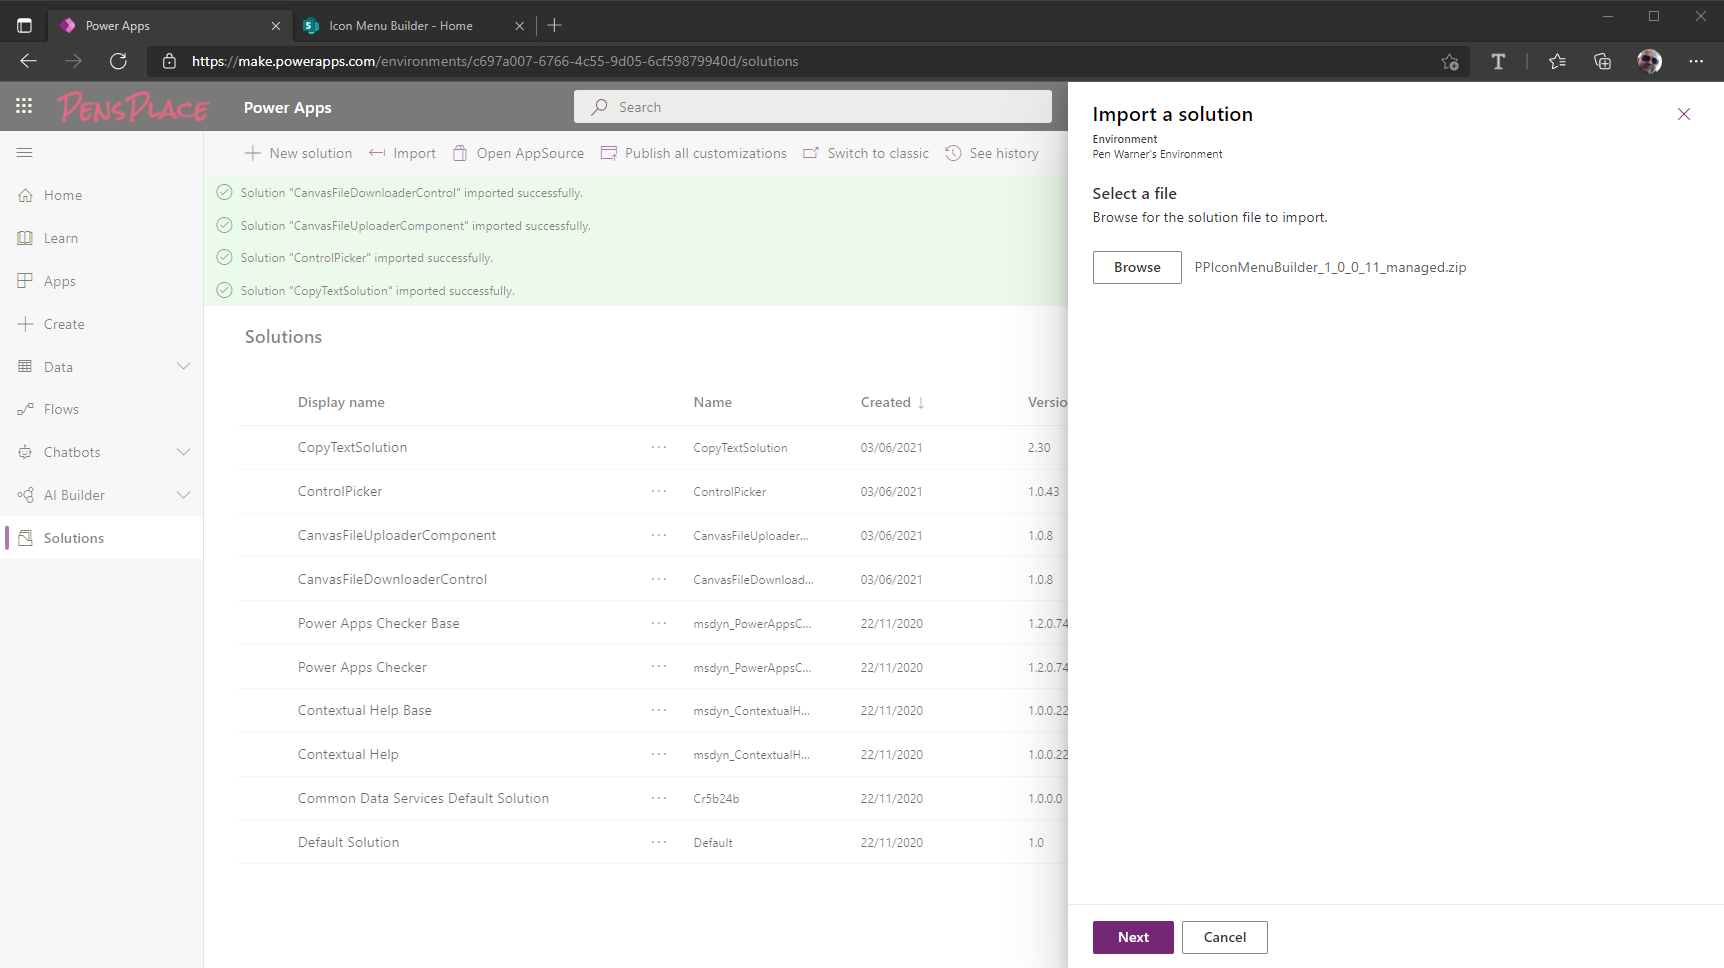 Power Apps
Icon Menu Builder - Home
https://make.powerapps.com/environments/c697a007-6766-4c55-9d05-6cf59879940d/solutions
PensPlace
Power Apps
Search
New solution
Import
Open AppSource
Publish all customizations
Switch to classic
See history
Home
Learn
Apps
Create
Data
Flows
Chatbots
AI Builder
Solutions
Solution "CanvasFileDownloaderControl" imported successfully.
Solution "CanvasFileUploaderComponent" imported successfully.
Solution "ControlPicker" imported successfully.
Solution "CopyTextSolution" imported successfully.
Solutions
Display name Name Created Versio
CopyTextSolution CopyTextSolution 03/06/2021 2.30
ControlPicker ControlPicker 03/06/2021 1.0.43
CanvasFileUploaderComponent CanvasFileUploader... 03/06/2021 1.0.8
CanvasFileDownloaderControl CanvasFileDownload... 03/06/2021 1.0.8
Power Apps Checker Base msdyn_PowerAppsC... 22/11/2020 1.2.0.74
Power Apps Checker msdyn_PowerAppsC... 22/11/2020 1.2.0.74
Contextual Help Base msdyn_ContextualH... 22/11/2020 1.0.0.22
Contextual Help msdyn_ContextualH... 22/11/2020 1.0.0.22
Common Data Services Default Solution Cr5b24b 22/11/2020 1.0.0.0
Default Solution Default 22/11/2020 1.0
Import a solution
Environment
Pen Warner's Environment
Select a file
Browse for the solution file to import.
Browse PPIconMenuBuilder_1_0_0_11_managed.zip
Next Cancel